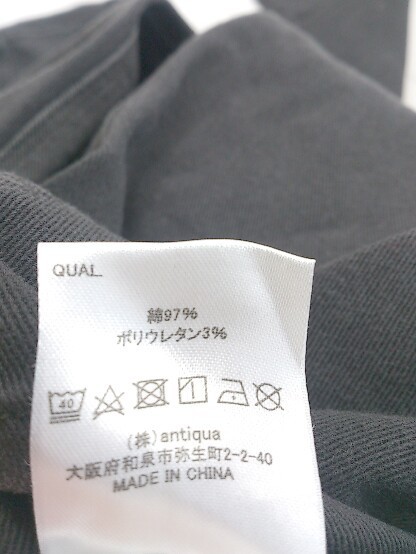 QUAL
綿97%
ポリウレタン3%
40
(株)antiqua
大阪府和泉市弥生町2-2-40
MADE IN CHINA